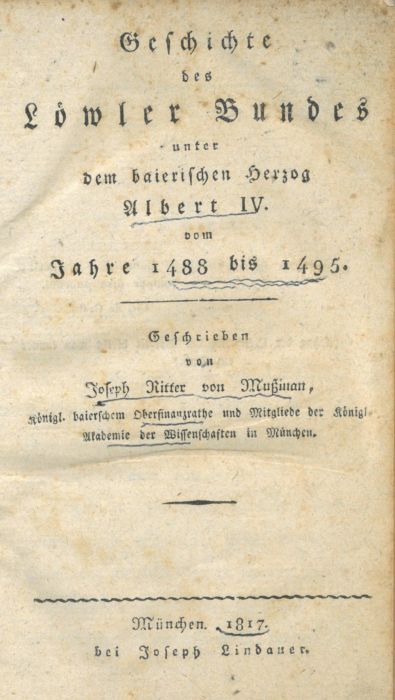 Geschichte
des
Löwler Bundes
unter
dem baierischen Herzog
Albert IV.
vom
Jahre 1488 bis 1495.
Geschrieben
von
Joseph Ritter von Mußinan,
Königl. baierschem Oberfinanzrathe und Mitgliede der Königl.
Akademie der Wissenschaften in München.
München. 1817.
bei Joseph Lindauer.